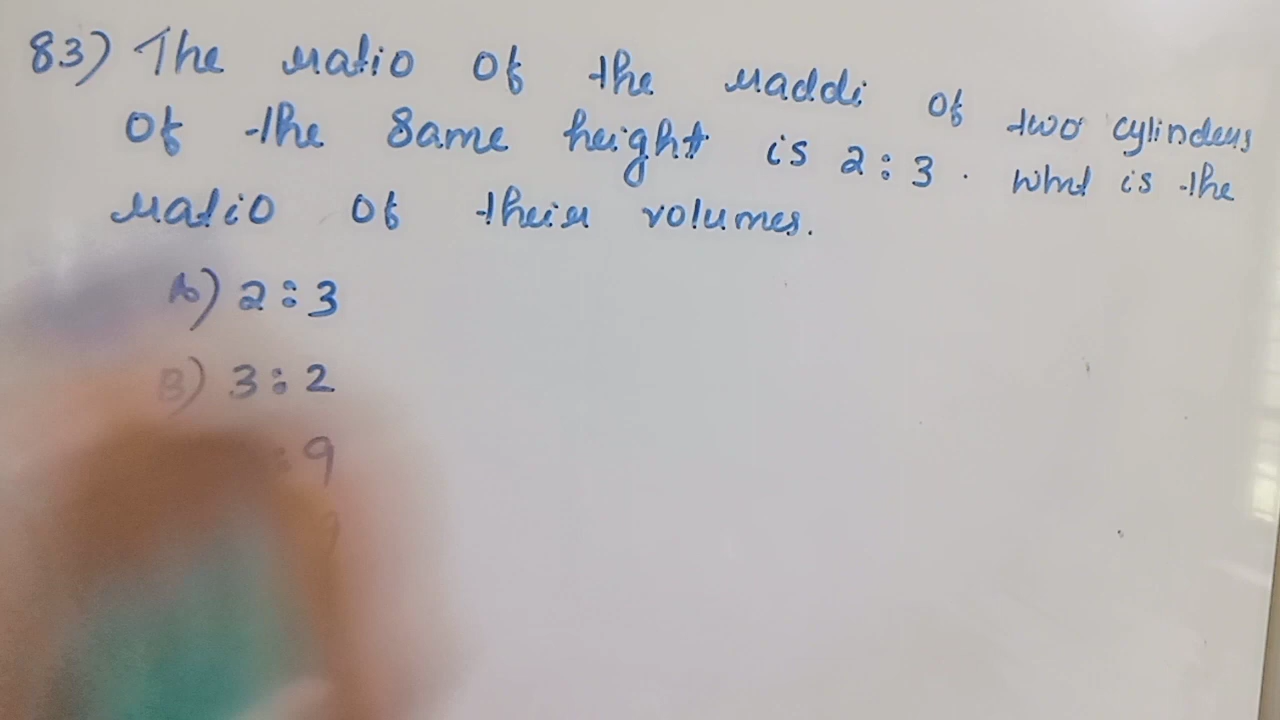 83) The ratio of the raddi of two cylinders
of the same height is 2 : 3 . What is the
ratio of their volumes.
A) 2 : 3
B) 3 : 2
: 9